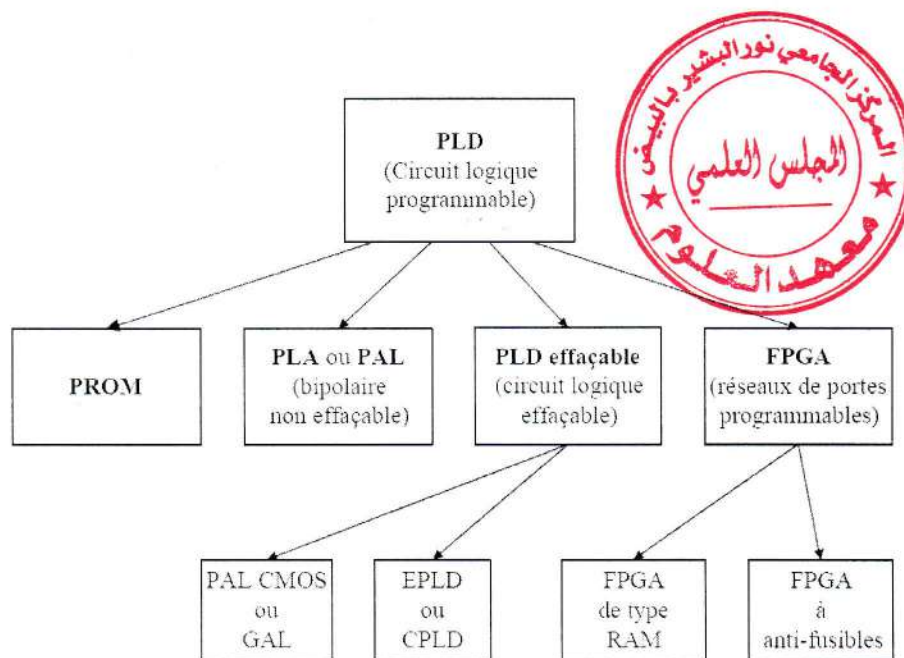 PLD
(Circuit logique
programmable)
المركز الجامعي نور البشير بالبيض
المجلس العلمي
معهد العلوم
PROM
PLA ou PAL
(bipolaire
non effaçable)
PLD effaçable
(circuit logique
effaçable)
FPGA
(réseaux de portes
programmables)
PAL CMOS
ou
GAL
EPLD
ou
CPLD
FPGA
de type
RAM
FPGA
à
anti-fusibles